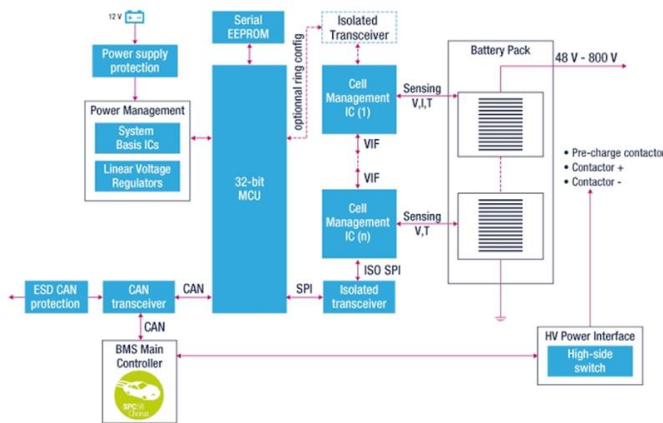 12 V
Power supply
protection
Power Management
System
Basis ICs
Linear Voltage
Regulators
Serial
EEPROM
32-bit
MCU
optionnal ring config
Isolated
Transceiver
Cell
Management
IC (1)
VIF
VIF
Cell
Management
IC (n)
ISO SPI
Isolated
transceiver
SPI
Sensing
V,I,T
Sensing
V,T
Battery Pack
48 V - 800 V
• Pre-charge contactor
• Contactor +
• Contactor -
ESD CAN
protection
CAN
transceiver
CAN
CAN
BMS Main
Controller
SPC58
Chorus
HV Power Interface
High-side
switch